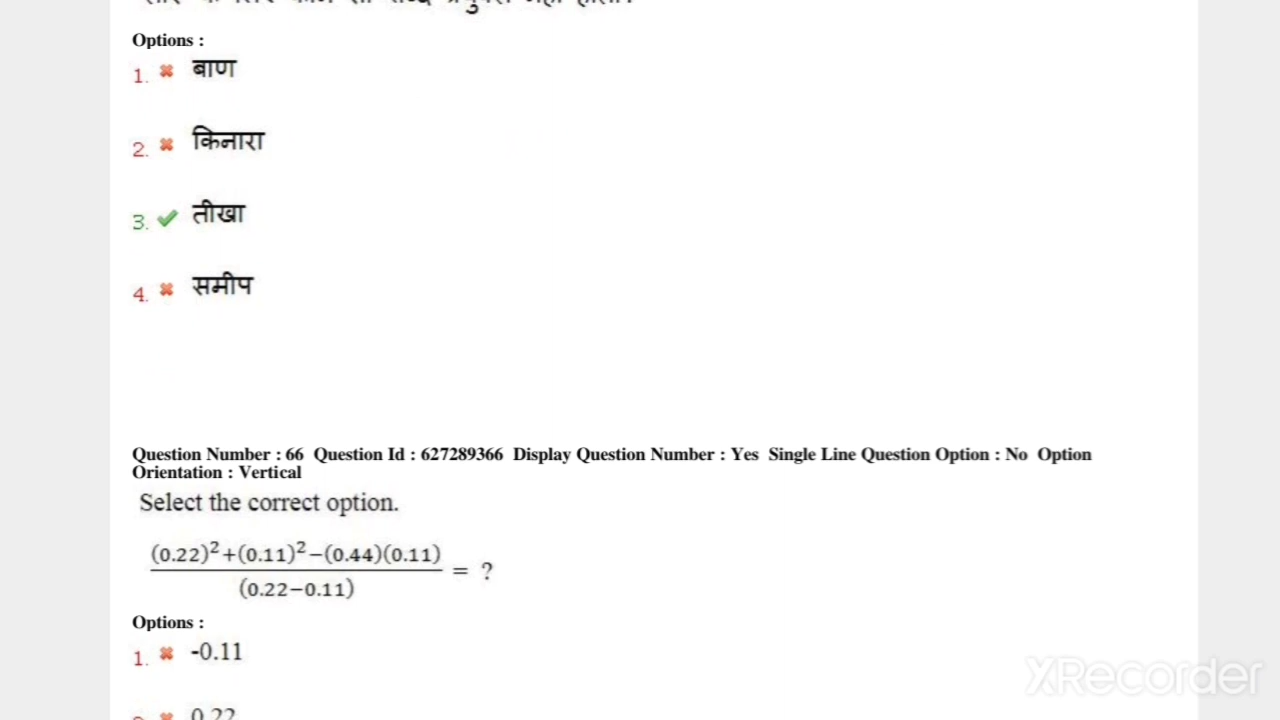 Options :
1. बाण
2. किनारा
3. तीखा
4. समीप
Question Number : 66 Question Id : 627289366 Display Question Number : Yes Single Line Question Option : No Option
Orientation : Vertical
Select the correct option.
(0.22)²+(0.11)²−(0.44)(0.11)
(0.22−0.11)
= ?
Options :
1. -0.11
0.22
XRecorder